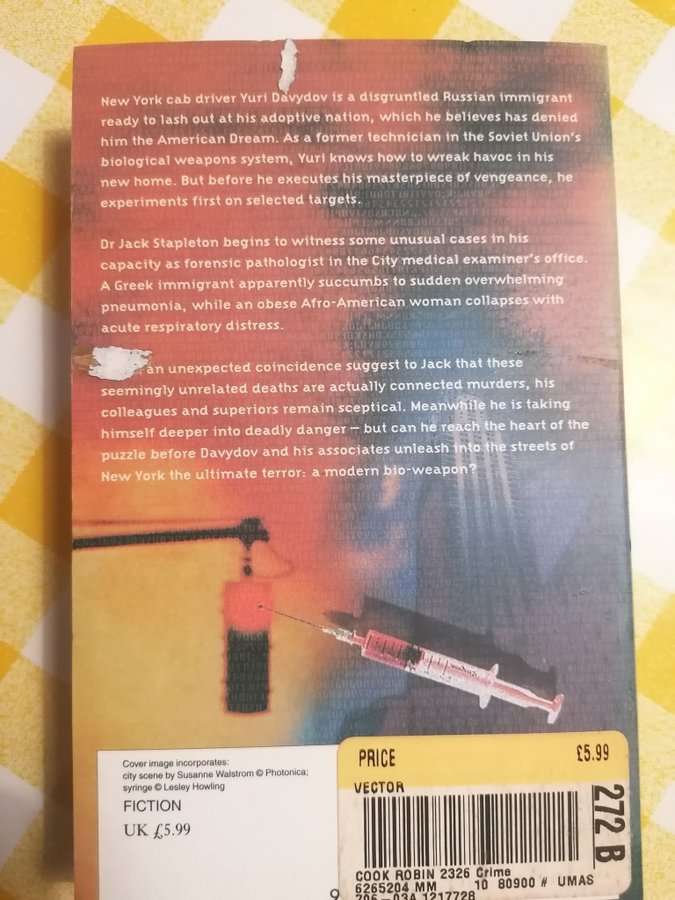 New York cab driver Yuri Davydov is a disgruntled Russian immigrant
ready to lash out at his adoptive nation, which he believes has denied
him the American Dream. As a former technician in the Soviet Union's
biological weapons system, Yuri knows how to wreak havoc in his
new home. But before he executes his masterpiece of vengeance, he
experiments first on selected targets.
Dr Jack Stapleton begins to witness some unusual cases in his
capacity as forensic pathologist in the City medical examiner's office.
A Greek immigrant apparently succumbs to sudden overwhelming
pneumonia, while an obese Afro-American woman collapses with
acute respiratory distress.
an unexpected coincidence suggest to Jack that these
seemingly unrelated deaths are actually connected murders, his
colleagues and superiors remain sceptical. Meanwhile he is taking
himself deeper into deadly danger – but can he reach the heart of the
puzzle before Davydov and his associates unleash into the streets of
New York the ultimate terror: a modern bio-weapon?
Cover image incorporates:
city scene by Susanne Walstrom © Photonica;
syringe © Lesley Howling
FICTION
UK £5.99
PRICE £5.99
VECTOR
272 B
COOK ROBIN 2326 Crime
6265204 MM 10 80900 # UMAS
706-03A 1217728